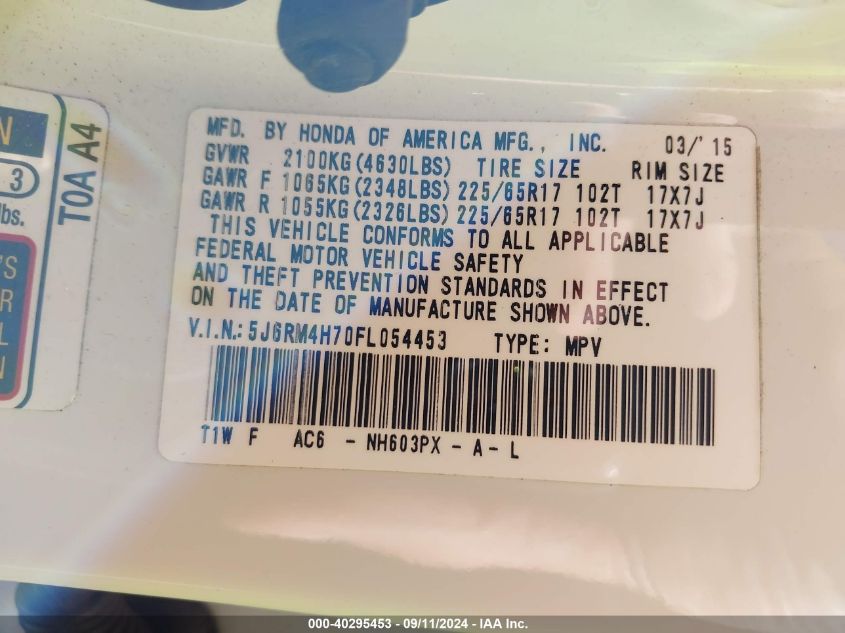 N
3
lbs.
T0A A4
'S
R
L
N
MFD. BY HONDA OF AMERICA MFG., INC. 03/'15
GVWR 2100KG(4630LBS) TIRE SIZE RIM SIZE
GAWR F 1065KG(2348LBS) 225/65R17 102T 17X7J
GAWR R 1055KG(2326LBS) 225/65R17 102T 17X7J
THIS VEHICLE CONFORMS TO ALL APPLICABLE
FEDERAL MOTOR VEHICLE SAFETY
AND THEFT PREVENTION STANDARDS IN EFFECT
ON THE DATE OF MANUFACTURE SHOWN ABOVE.
V.I.N.: 5J6RM4H70FL054453 TYPE: MPV
T1W F AC6 - NH603PX - A - L
000-40295453 - 09/11/2024 - IAA Inc.